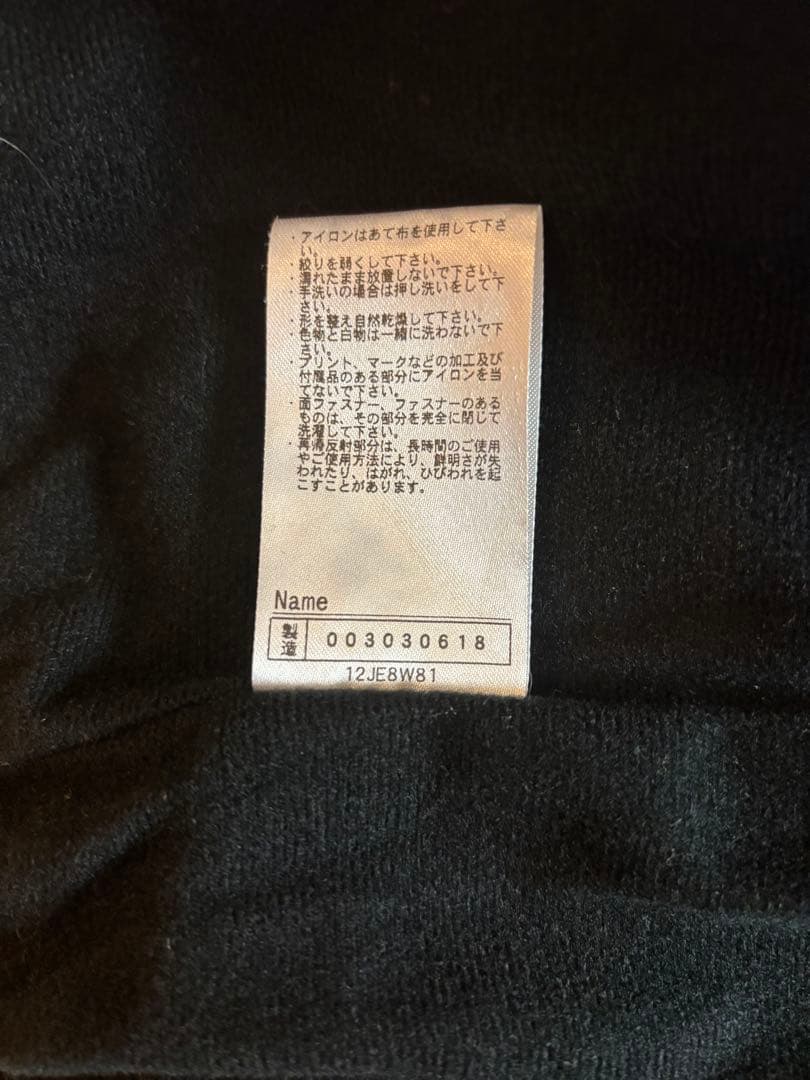 ・アイロンはあて布を使用して下さ
い。
・絞りを弱くして下さい。
・濡れたまま放置しないで下さい。
・手洗いの場合は押し洗いをして下
さい。
・形を整え自然乾燥して下さい。
・色物と白物は一緒に洗わないで下
さい。
・プリント、マークなどの加工及び
付属品のある部分にアイロンを当
てないで下さい。
・面ファスナー、ファスナーのある
ものは、その部分を完全に閉じて
洗濯して下さい。
・再帰反射部分は、長時間のご使用
やご使用方法により、鮮明さが失
われたり、はがれ、ひびわれを起
こすことがあります。
Name
製造 003030618
12JE8W81